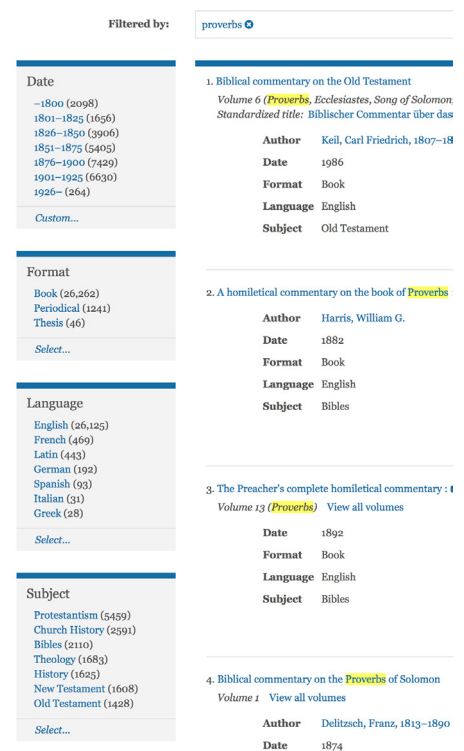 Filtered by:
proverbs
Date
–1800 (2098)
1801–1825 (1656)
1826–1850 (3906)
1851–1875 (5405)
1876–1900 (7429)
1901–1925 (6630)
1926– (264)
Custom...
Format
Book (26,262)
Periodical (1241)
Thesis (46)
Select...
Language
English (26,125)
French (469)
Latin (443)
German (192)
Spanish (93)
Italian (31)
Greek (28)
Select...
Subject
Protestantism (5459)
Church History (2591)
Bibles (2110)
Theology (1683)
History (1625)
New Testament (1608)
Old Testament (1428)
Select...
1. Biblical commentary on the Old Testament
Volume 6 (Proverbs, Ecclesiastes, Song of Solomon,
Standardized title: Biblischer Commentar über das
Author Keil, Carl Friedrich, 1807–18
Date 1986
Format Book
Language English
Subject Old Testament
2. A homiletical commentary on the book of Proverbs
Author Harris, William G.
Date 1882
Format Book
Language English
Subject Bibles
3. The Preacher's complete homiletical commentary :
Volume 13 (Proverbs) View all volumes
Date 1892
Format Book
Language English
Subject Bibles
4. Biblical commentary on the Proverbs of Solomon
Volume 1 View all volumes
Author Delitzsch, Franz, 1813–1890
Date 1874